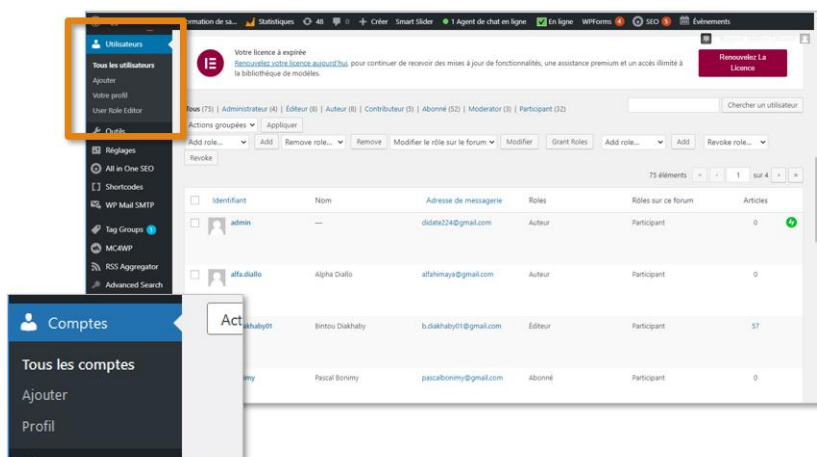 ormation de sa... Statistiques 48 0 + Créer Smart Slider 1 Agent de chat en ligne En ligne WPForms 4 SEO 5 Évènements
Utilisateurs
Tous les utilisateurs
Ajouter
Votre profil
User Role Editor
Outils
Réglages
All in One SEO
Shortcodes
WP Mail SMTP
Tag Groups 1
MC4WP
RSS Aggregator
Advanced Search
Votre licence à expirée
Renouvelez votre licence aujourd'hui, pour continuer de recevoir des mises à jour de fonctionnalités, une assistance premium et un accès illimité à
la bibliothèque de modèles.
Renouvelez La
Licence
Tous (75) | Administrateur (4) | Éditeur (8) | Auteur (8) | Contributeur (5) | Abonné (52) | Moderator (3) | Participant (32)
Chercher un utilisateur
Actions groupées Appliquer
Add role... Add Remove role... Remove Modifier le rôle sur le forum Modifier Grant Roles Add role... Add Revoke role...
Revoke
75 éléments « ‹ 1 sur 4 › »
Identifiant Nom Adresse de messagerie Roles Rôles sur ce forum Articles
admin — didate224@gmail.com Auteur Participant 0
alfa.diallo Alpha Diallo alfahimaya@gmail.com Auteur Participant 0
akhaby01 Bintou Diakhaby b.diakhaby01@gmail.com Éditeur Participant 57
imy Pascal Bonimy pascalbonimy@gmail.com Abonné Participant 0
Comptes
Act
Tous les comptes
Ajouter
Profil